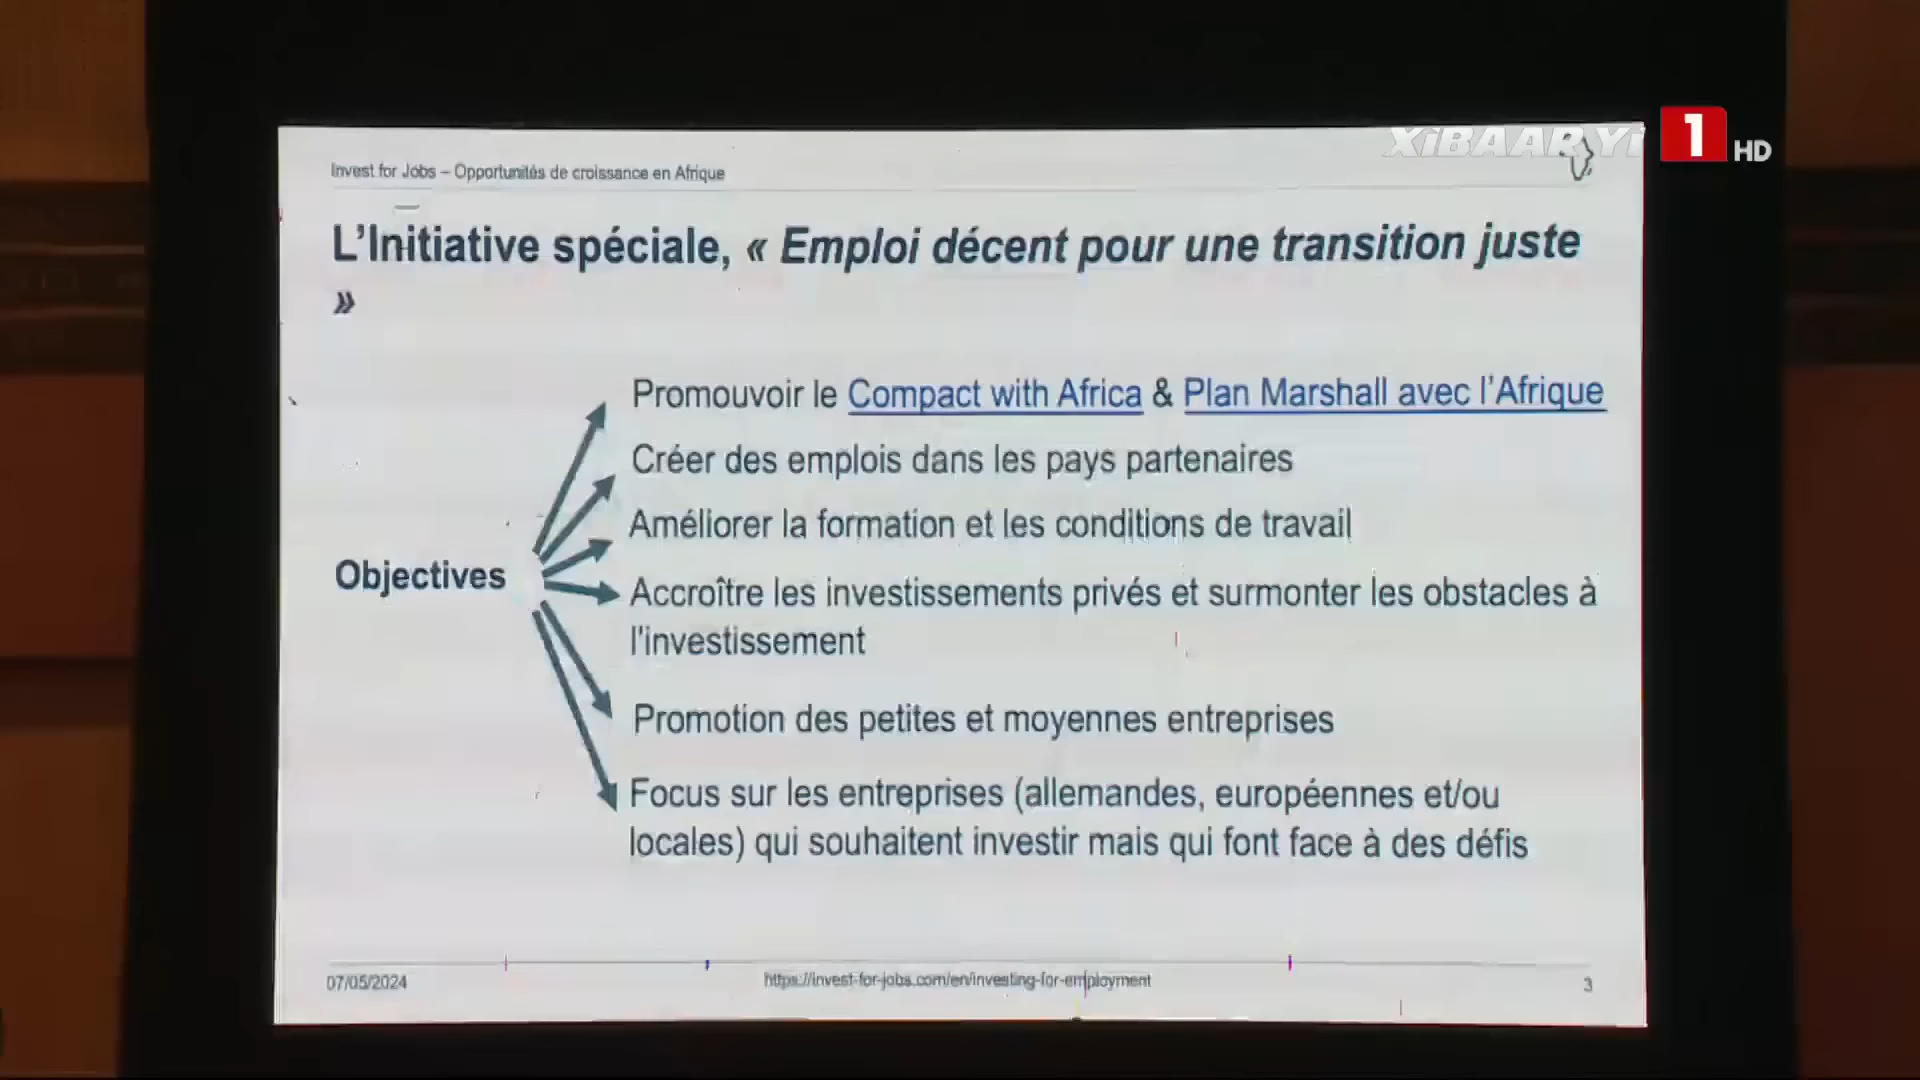 XiBAAR Yi
1
HD
Invest for Jobs – Opportunités de croissance en Afrique
L'Initiative spéciale, « Emploi décent pour une transition juste
»
Promouvoir le Compact with Africa & Plan Marshall avec l'Afrique
Créer des emplois dans les pays partenaires
Améliorer la formation et les conditions de travail
Objectives
Accroître les investissements privés et surmonter les obstacles à
l'investissement
Promotion des petites et moyennes entreprises
Focus sur les entreprises (allemandes, européennes et/ou
locales) qui souhaitent investir mais qui font face à des défis
07/05/2024
https://invest-for-jobs.com/en/investing-for-employment
3